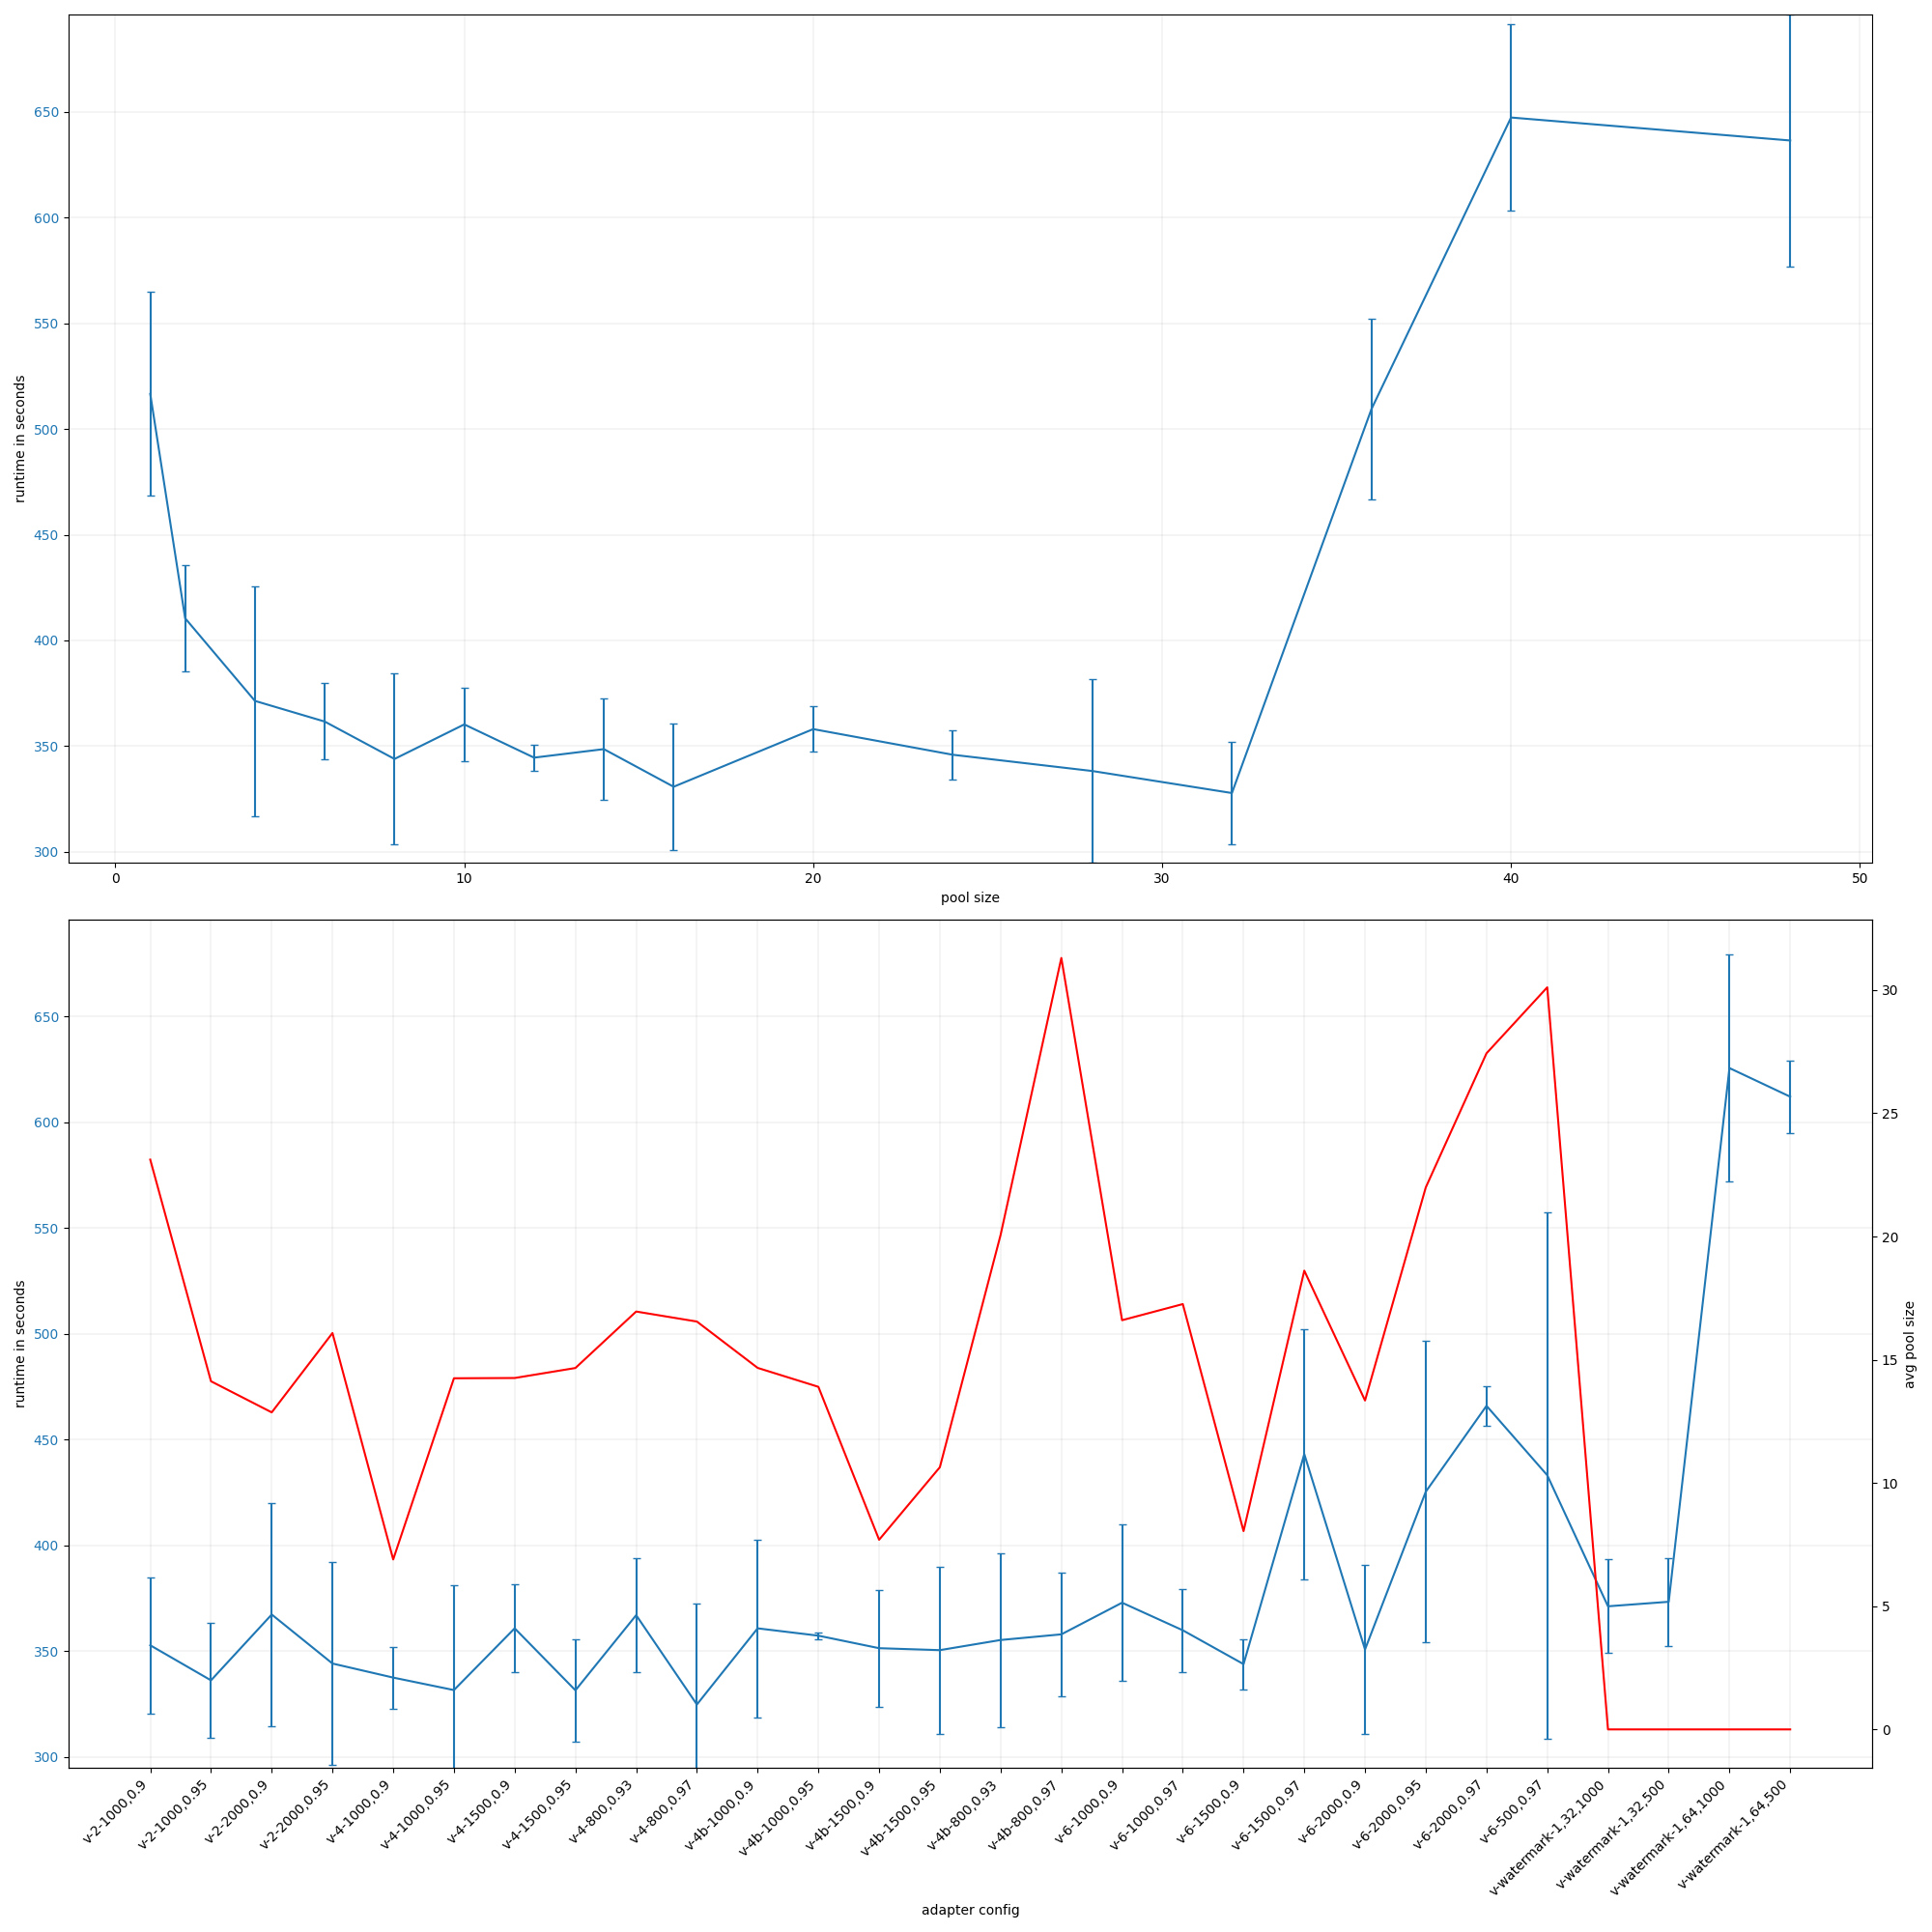 650
600
550
500
450
400
350
300
runtime in seconds
0 10 20 30 40 50
pool size
650
600
550
500
450
400
350
300
runtime in seconds
30
25
20
15
10
5
0
avg pool size
v-2-1000,0.9
v-2-1000,0.95
v-2-2000,0.9
v-2-2000,0.95
v-4-1000,0.9
v-4-1000,0.95
v-4-1500,0.9
v-4-1500,0.95
v-4-800,0.93
v-4-800,0.97
v-4b-1000,0.9
v-4b-1000,0.95
v-4b-1500,0.9
v-4b-1500,0.95
v-4b-800,0.93
v-4b-800,0.97
v-6-1000,0.9
v-6-1000,0.97
v-6-1500,0.9
v-6-1500,0.97
v-6-2000,0.9
v-6-2000,0.95
v-6-2000,0.97
v-6-500,0.97
v-watermark-1,32,1000
v-watermark-1,32,500
v-watermark-1,64,1000
v-watermark-1,64,500
adapter config